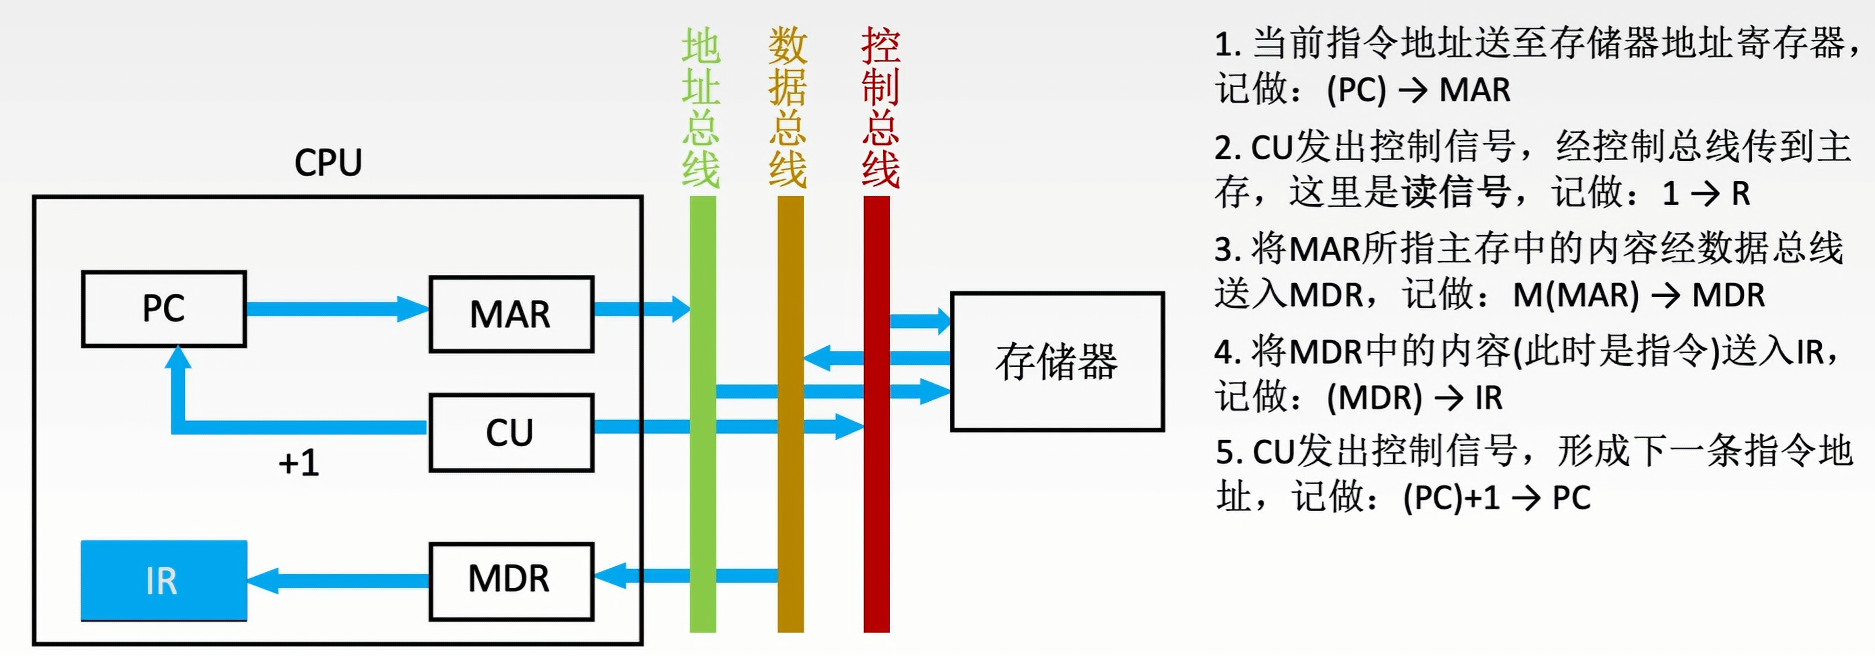 地址总线
数据总线
控制总线
CPU
PC
MAR
CU
+1
IR
MDR
存储器
1. 当前指令地址送至存储器地址寄存器，
记做：(PC) → MAR
2. CU发出控制信号，经控制总线传到主
存，这里是读信号，记做：1 → R
3. 将MAR所指主存中的内容经数据总线
送入MDR，记做：M(MAR) → MDR
4. 将MDR中的内容(此时是指令)送入IR，
记做：(MDR) → IR
5. CU发出控制信号，形成下一条指令地
址，记做：(PC)+1 → PC